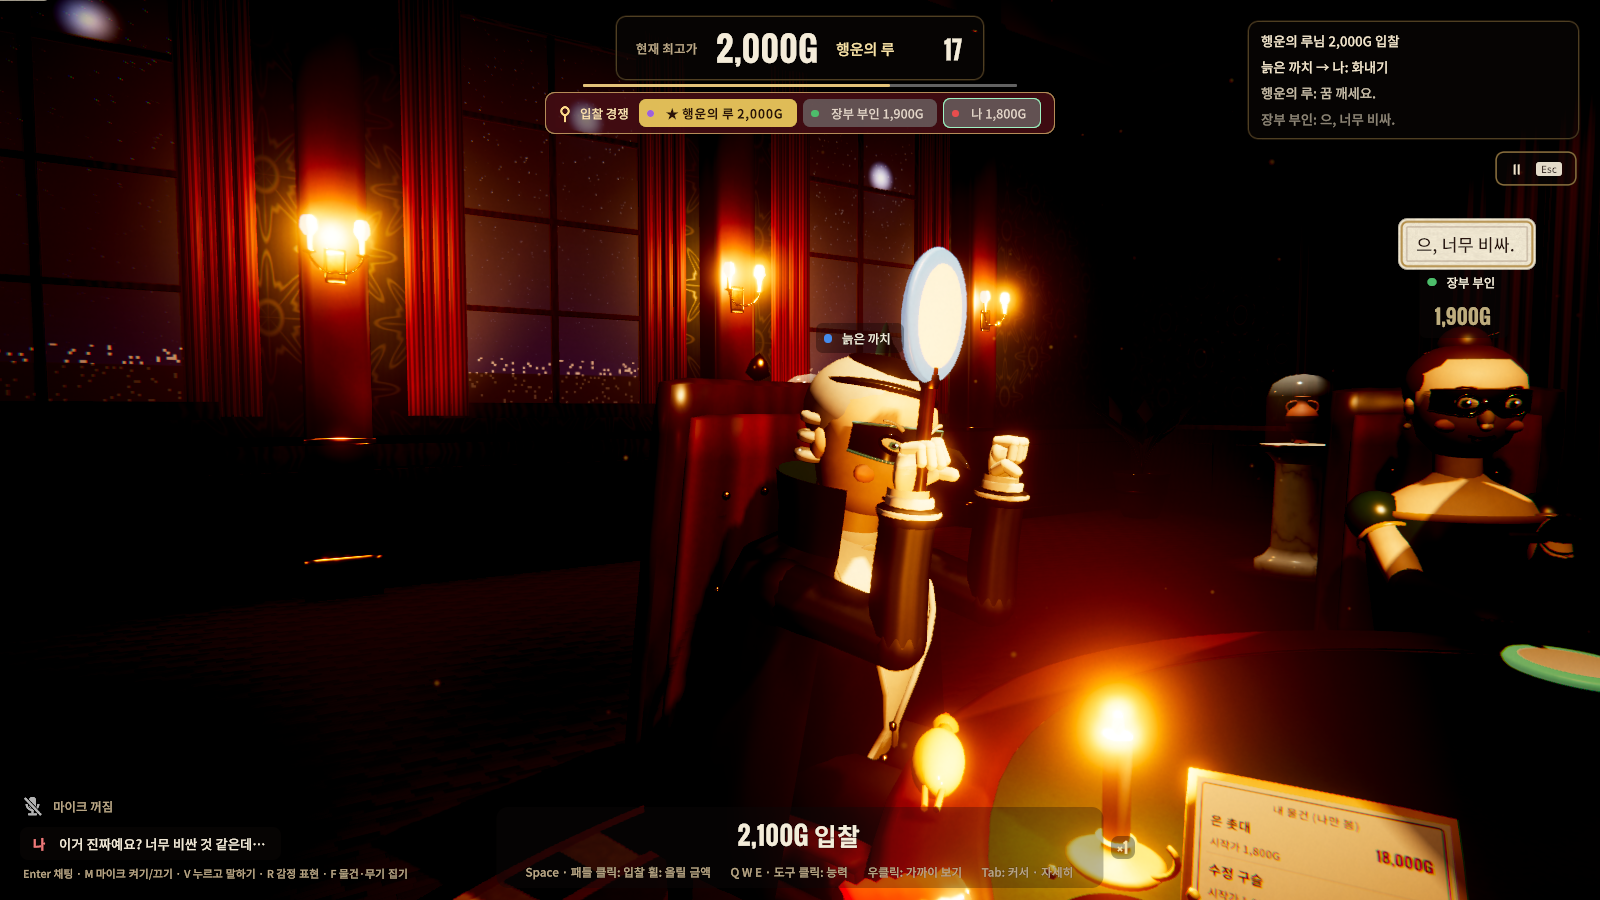 현재 최고가 2,000G 행운의 루 17
입찰 경쟁 ★ 행운의 루 2,000G 장부 부인 1,900G 나 1,800G
행운의 루님 2,000G 입찰
늙은 까치 → 나: 화내기
행운의 루: 꿈 깨세요.
장부 부인: 으, 너무 비싸.
Esc
으, 너무 비싸.
장부 부인
1,900G
늙은 까치
마이크 꺼짐
나 이거 진짜예요? 너무 비싼 것 같은데…
Enter 채팅 · M 마이크 켜기/끄기 · V 누르고 말하기 · R 감정 표현 · F 물건·무기 집기
2,100G 입찰
Space · 패들 클릭: 입찰 휠: 올릴 금액 Q W E · 도구 클릭: 능력 우클릭: 가까이 보기 Tab: 커서 · 자세히
×1
내 물건 (나만 봄)
은 촛대
시작가 1,800G
18,000G
수정 구슬
시작가